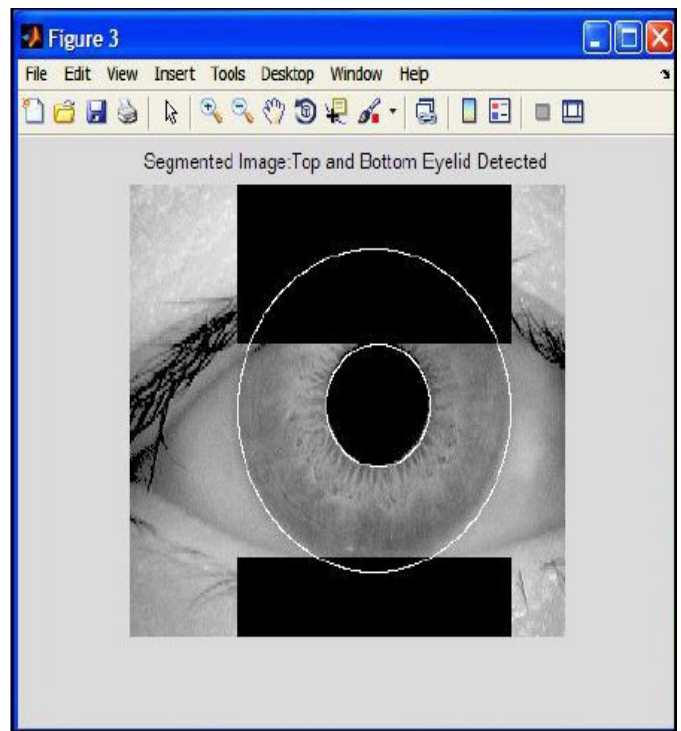 Figure 3
File Edit View Insert Tools Desktop Window Help
Segmented Image:Top and Bottom Eyelid Detected